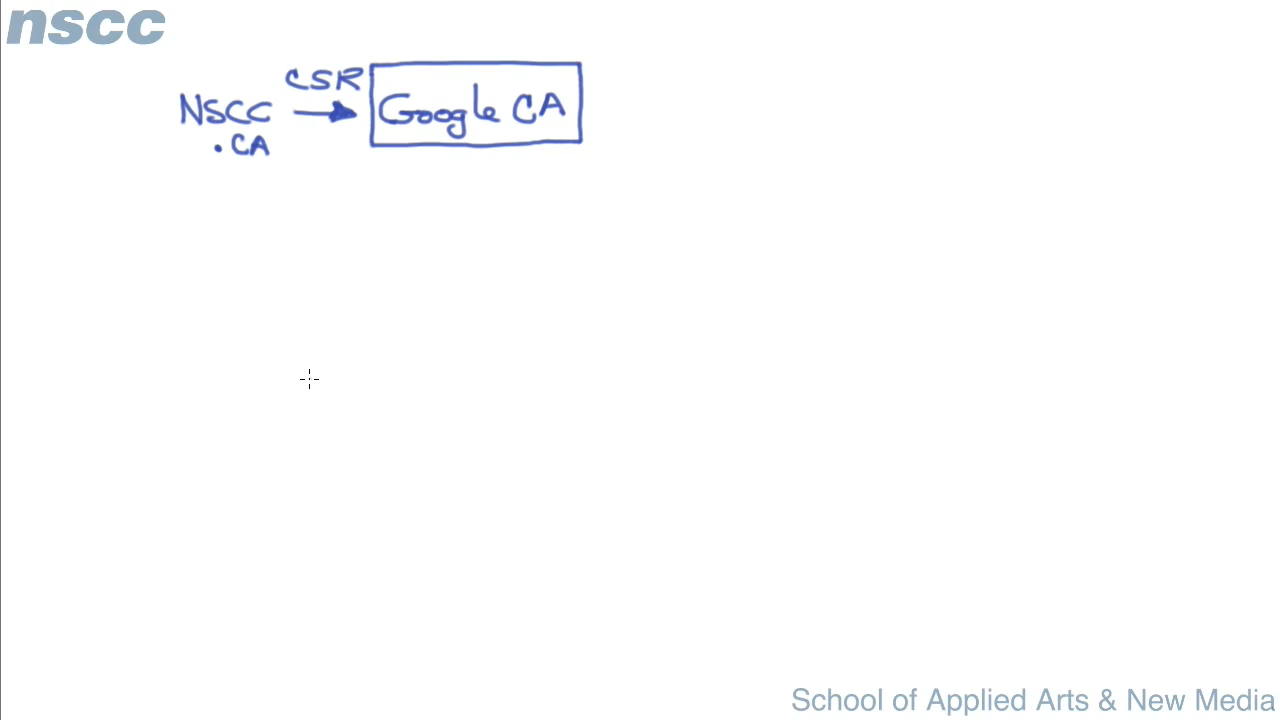 nscc
CSR
NSCC
.CA
Google CA
School of Applied Arts & New Media